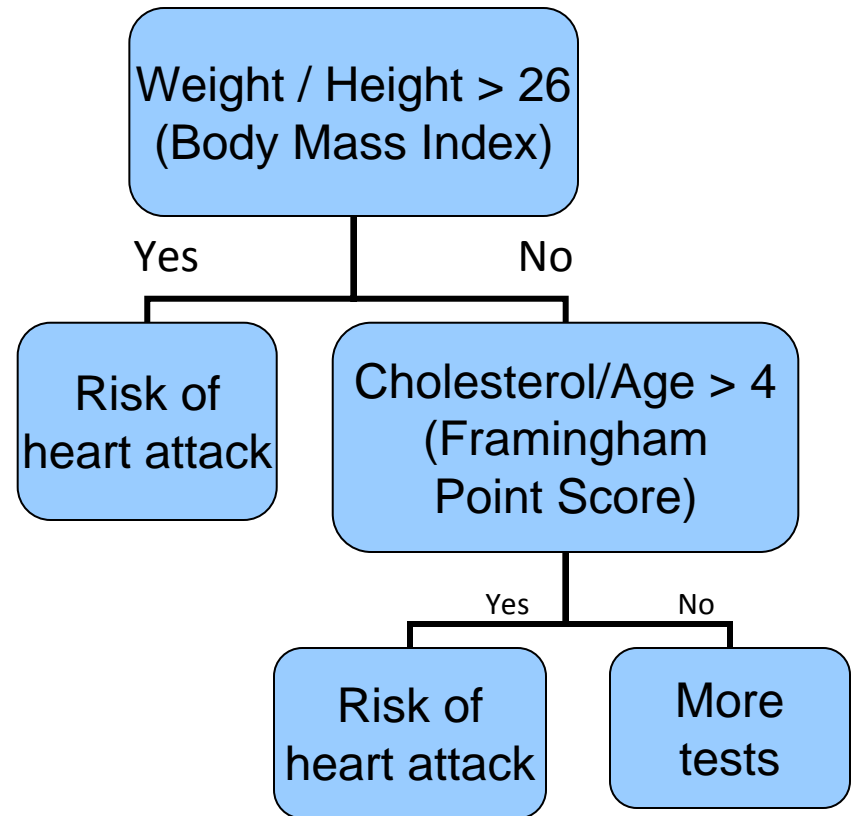 Weight / Height > 26
(Body Mass Index)
Yes
No
Risk of
heart attack
Cholesterol/Age > 4
(Framingham
Point Score)
Yes
No
Risk of
heart attack
More
tests